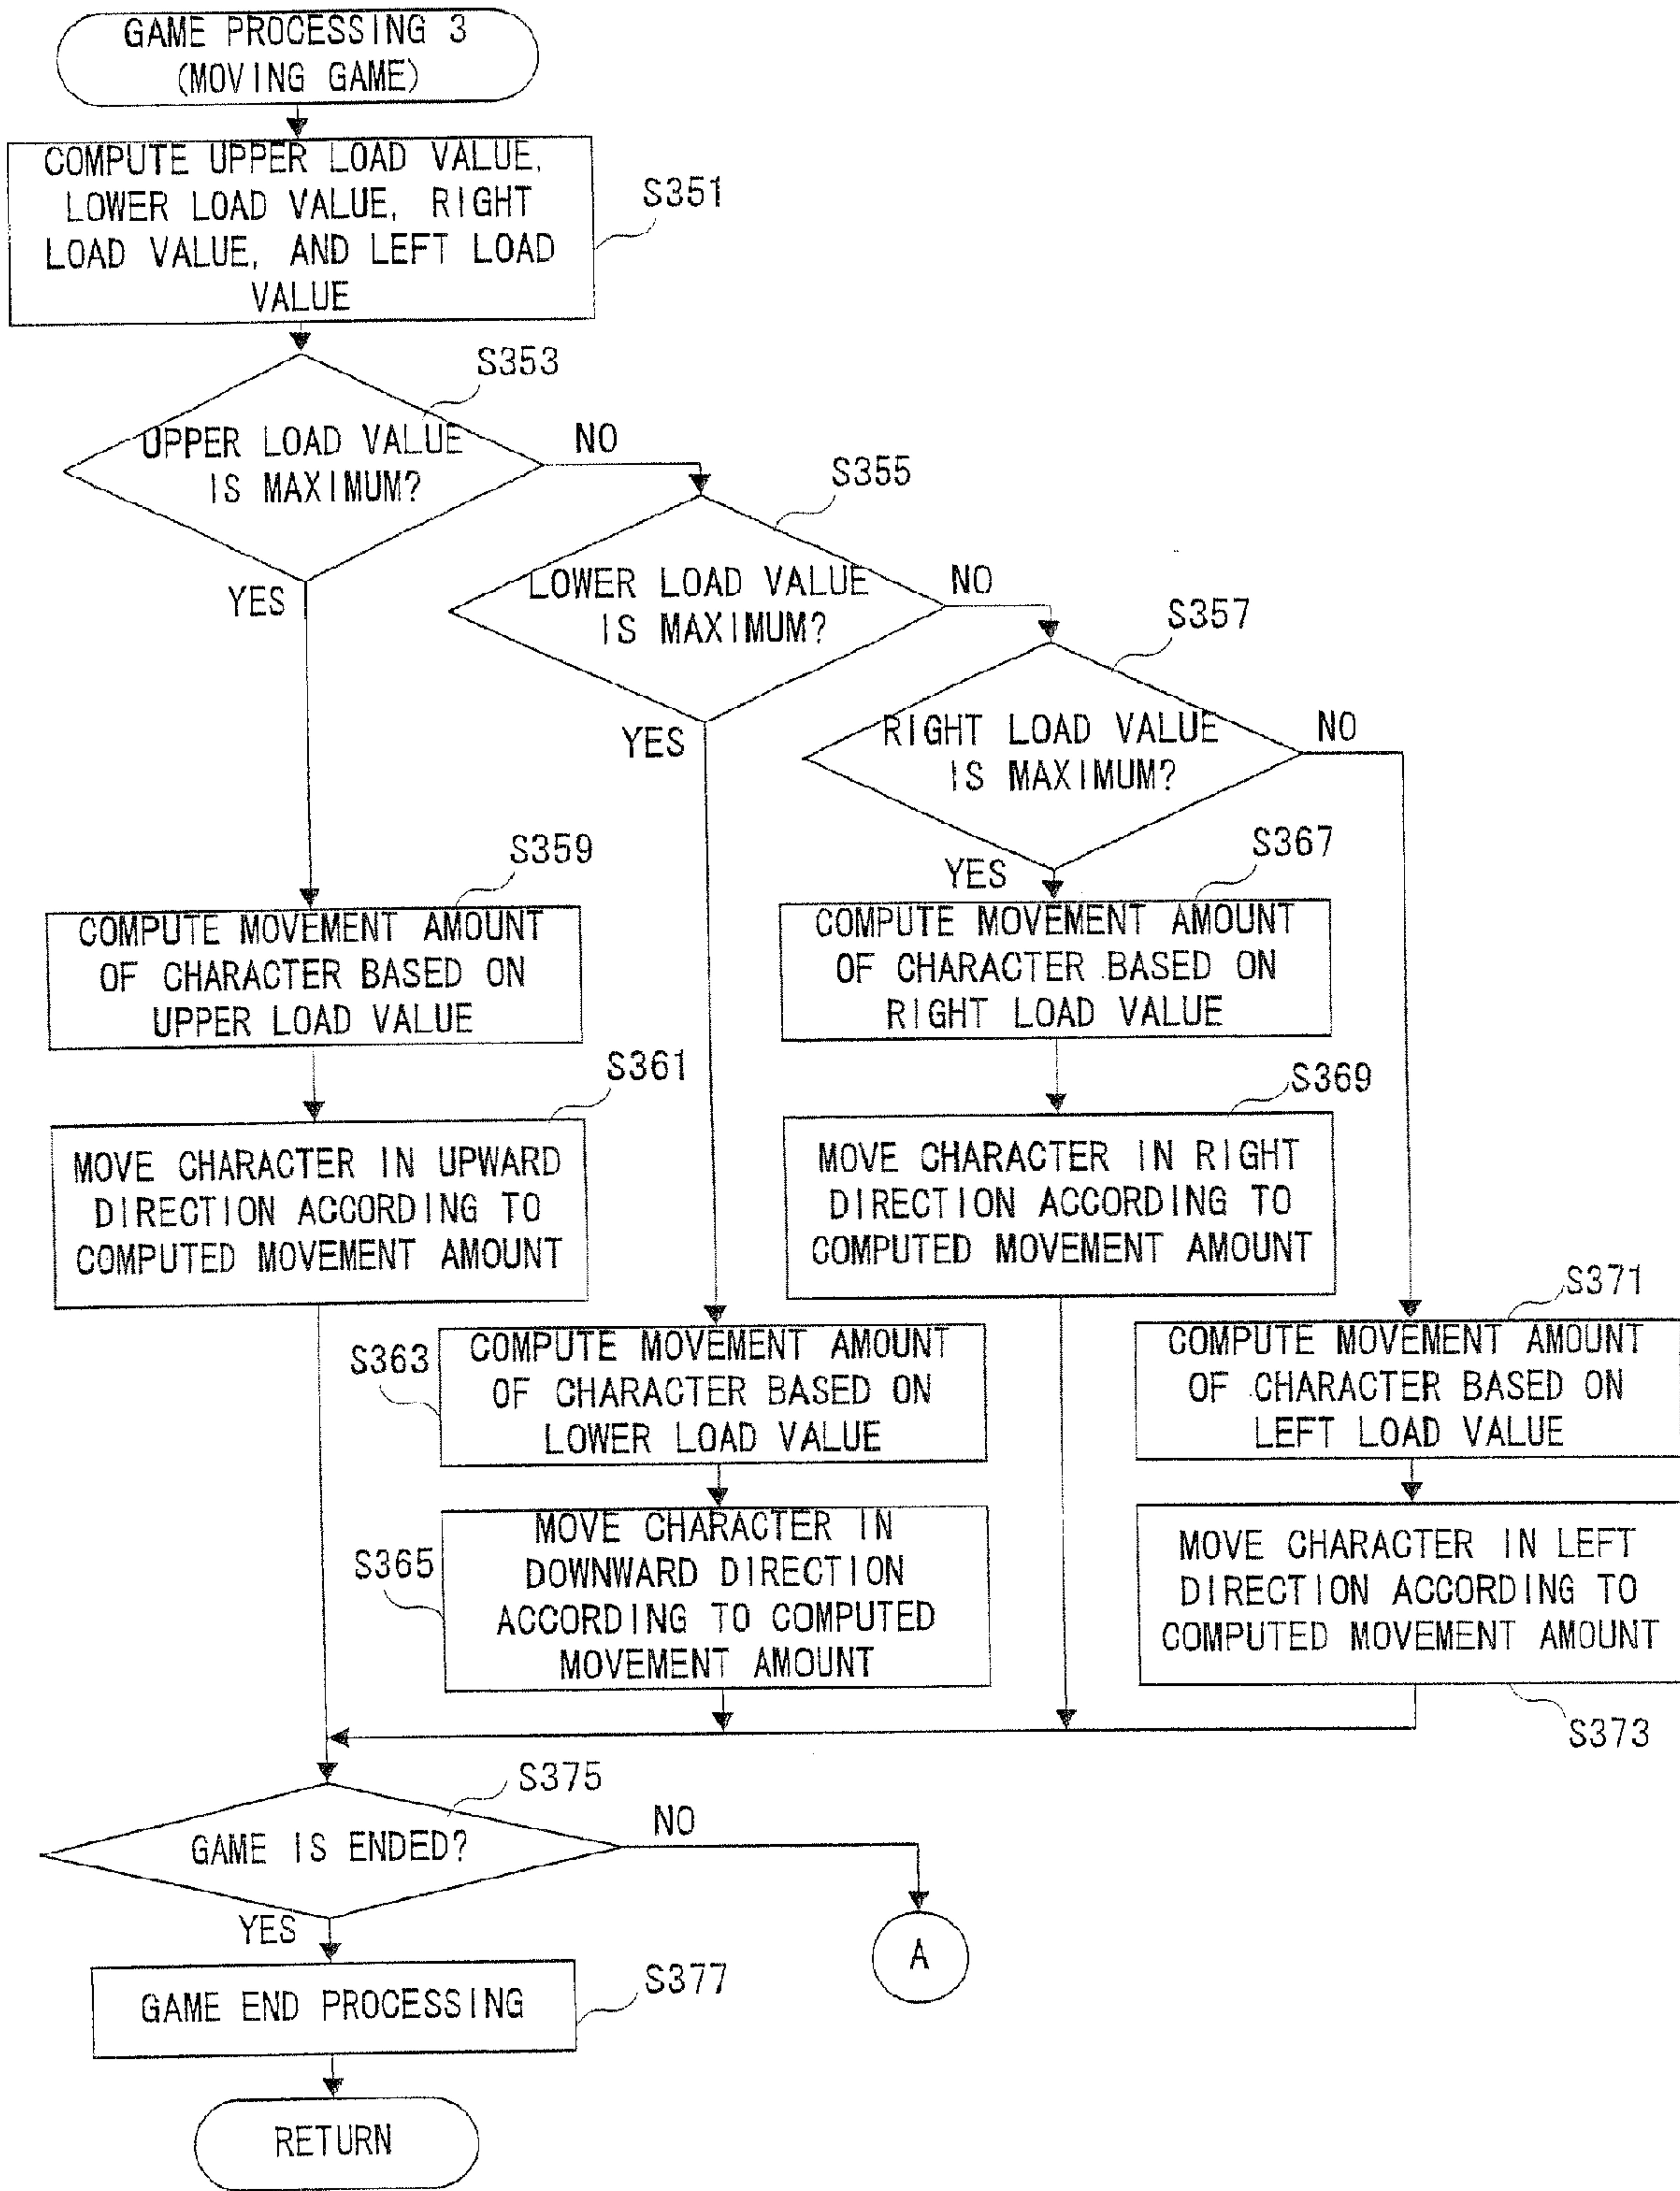 GAME PROCESSING 3
(MOVING GAME)
COMPUTE UPPER LOAD VALUE,
LOWER LOAD VALUE, RIGHT
LOAD VALUE, AND LEFT LOAD
VALUE
S351
S353
UPPER LOAD VALUE
IS MAXIMUM?
NO
YES
S355
LOWER LOAD VALUE
IS MAXIMUM?
NO
YES
S357
RIGHT LOAD VALUE
IS MAXIMUM?
NO
YES
S359
COMPUTE MOVEMENT AMOUNT
OF CHARACTER BASED ON
UPPER LOAD VALUE
S367
COMPUTE MOVEMENT AMOUNT
OF CHARACTER BASED ON
RIGHT LOAD VALUE
S361
MOVE CHARACTER IN UPWARD
DIRECTION ACCORDING TO
COMPUTED MOVEMENT AMOUNT
S369
MOVE CHARACTER IN RIGHT
DIRECTION ACCORDING TO
COMPUTED MOVEMENT AMOUNT
S363
COMPUTE MOVEMENT AMOUNT
OF CHARACTER BASED ON
LOWER LOAD VALUE
S371
COMPUTE MOVEMENT AMOUNT
OF CHARACTER BASED ON
LEFT LOAD VALUE
S365
MOVE CHARACTER IN
DOWNWARD DIRECTION
ACCORDING TO COMPUTED
MOVEMENT AMOUNT
MOVE CHARACTER IN LEFT
DIRECTION ACCORDING TO
COMPUTED MOVEMENT AMOUNT
S373
S375
GAME IS ENDED?
NO
YES
A
S377
GAME END PROCESSING
RETURN